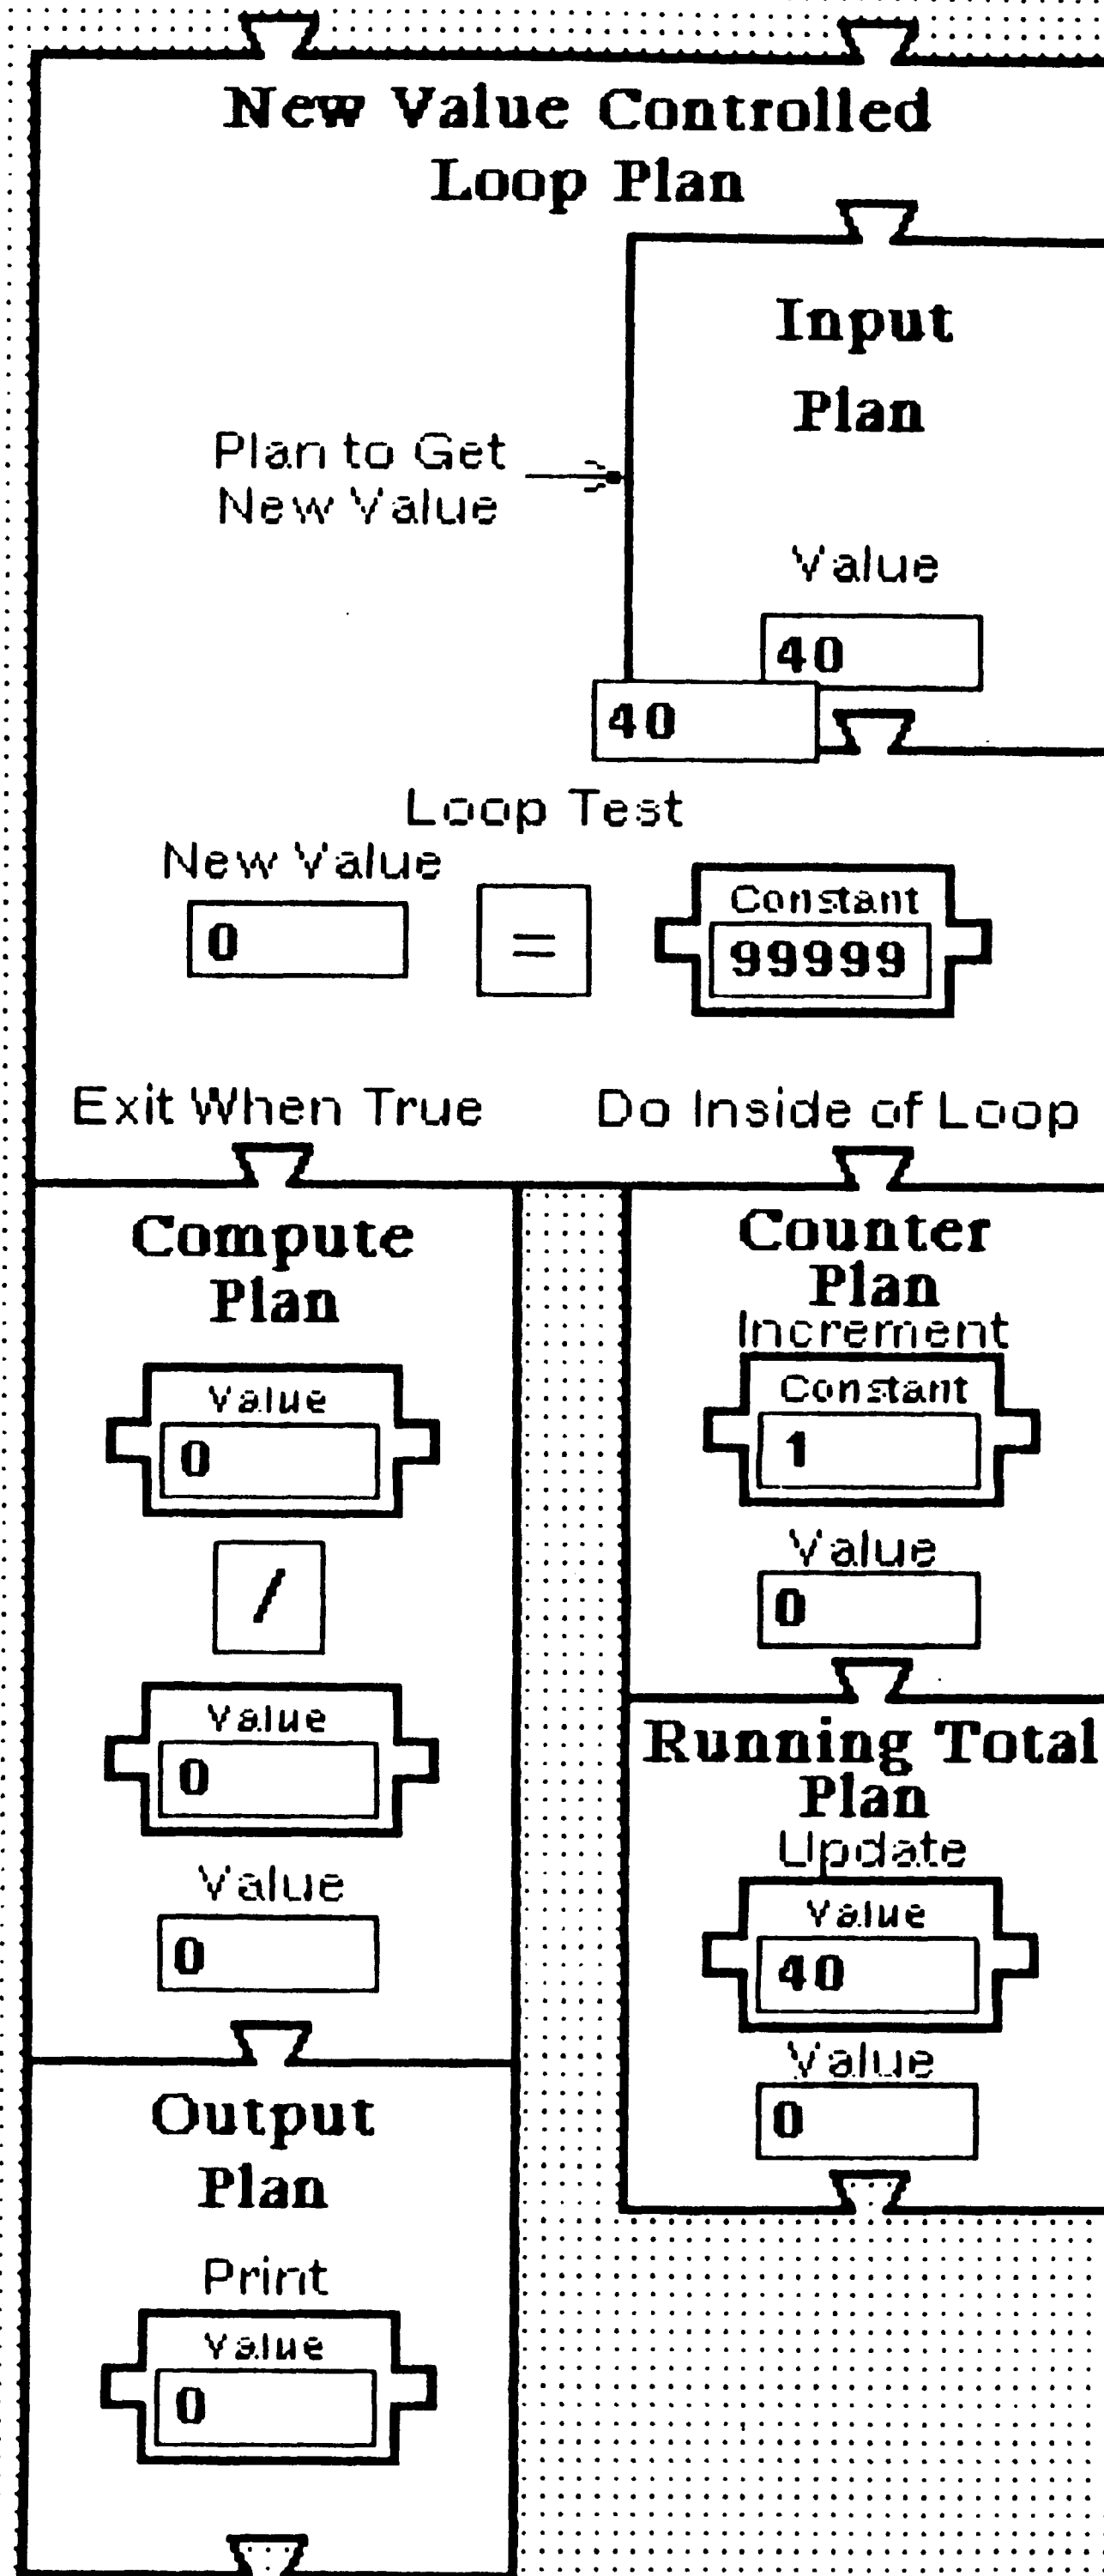 New Value Controlled
Loop Plan
Input
Plan
Plan to Get
New Value
Value
40
40
Loop Test
New Value
0
=
Constant
99999
Exit When True
Do Inside of Loop
Compute
Plan
Value
0
/
Value
0
Value
0
Output
Plan
Print
Value
0
Counter
Plan
Increment
Constant
1
Value
0
Running Total
Plan
Update
Value
40
Value
0